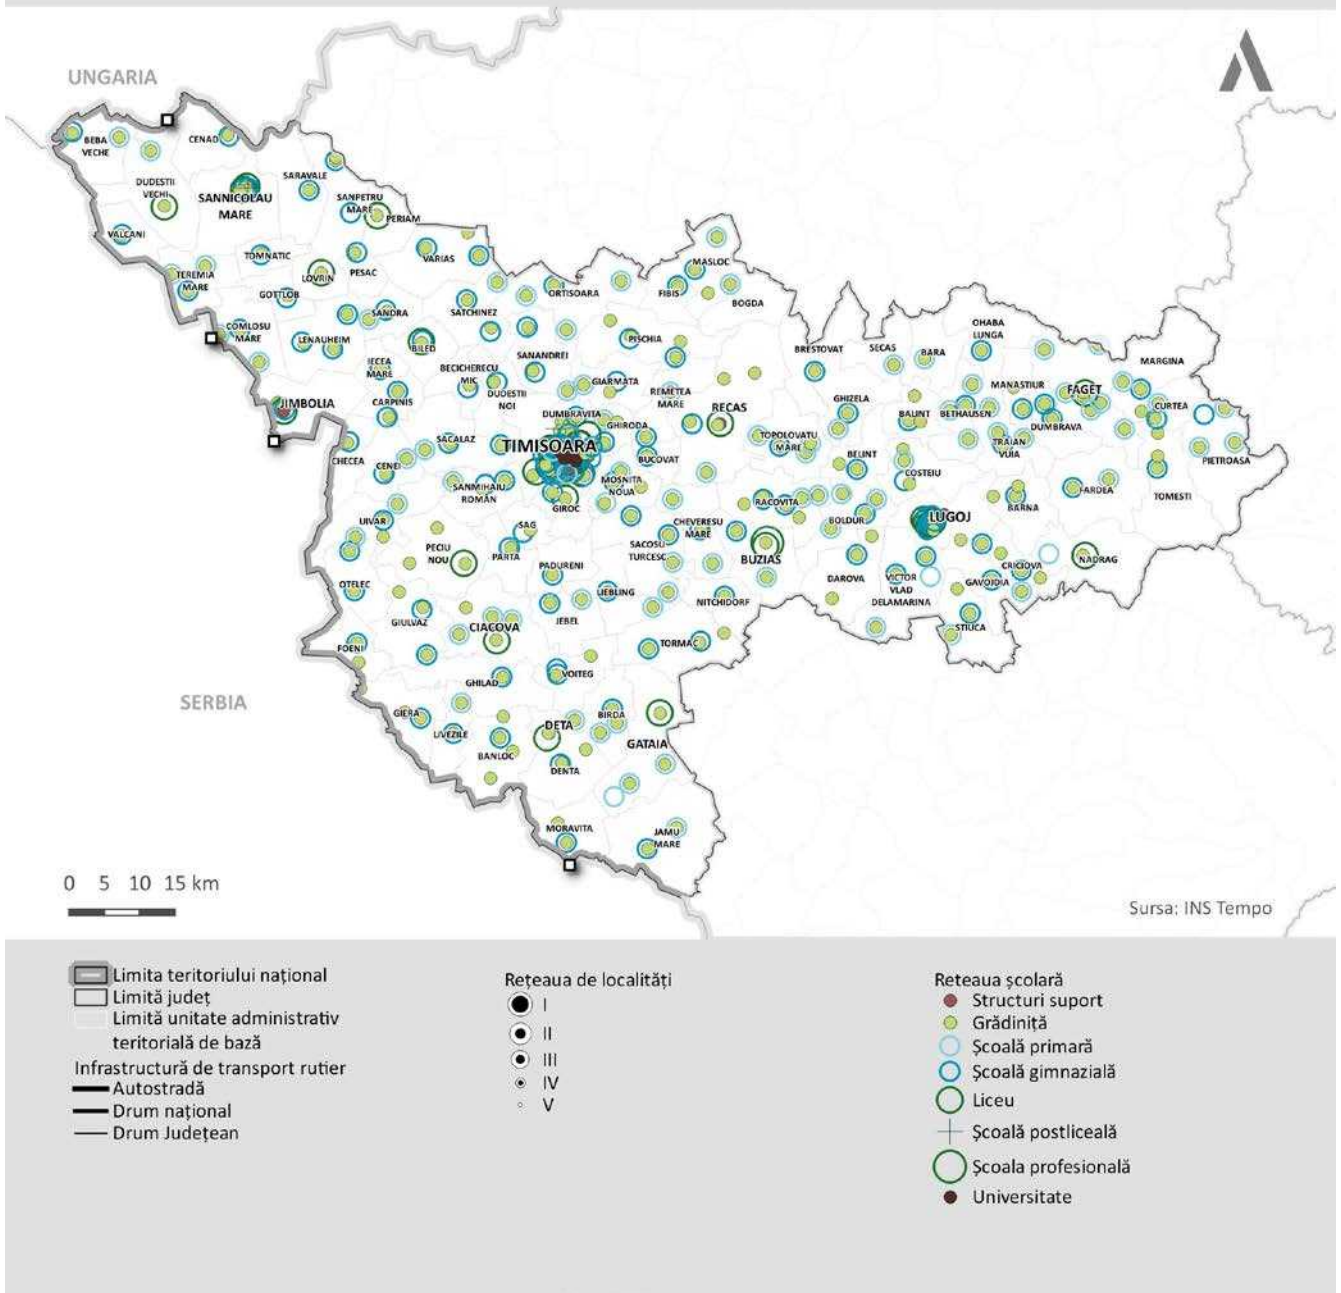 UNGARIA
BEBA
VECHE
CENAD
DUDESTII
VECHI
SANNICOLAU
MARE
SARAVALE
SANPETRU
MARE
PERIAM
VALCANI
TOMNATIC
LOVRIN
PESAC
VARIAS
TEREMIA
MARE
GOTTLOB
SANDRA
SATCHINEZ
ORTISOARA
FIBIS
MASLOC
BOGDA
COMLOSU
MARE
LENAUHEIM
BILED
IECEA
MARE
BECICHERECU
MIC
SANANDREI
PISCHIA
DUDESTII
NOI
GIARMATA
REMETEA
MARE
BRESTOVAT
SECAS
BARA
OHABA
LUNGA
MARGINA
JIMBOLIA
CARPINIS
DUMBRAVITA
GHIRODA
RECAS
GHIZELA
BALINT
BETHAUSEN
MANASTIUR
FAGET
DUMBRAVA
CURTEA
CHECEA
CENEI
SACALAZ
TIMISOARA
BUCOVAT
TOPOLOVATU
MARE
BELINT
COSTEIU
TRAIAN
VUIA
PIETROASA
SANMIHAIU
ROMÂN
GIROC
MOSNITA
NOUA
RACOVITA
BOLDUR
LUGOJ
BARNA
FARDEA
TOMESTI
UIVAR
PECIU
NOU
SAG
PARTA
SACOSU
TURCESC
CHEVERESU
MARE
BUZIAS
OTELEC
PADURENI
LIEBLING
NITCHIDORF
DAROVA
VICTOR
VLAD
DELAMARINA
GAVOJDIA
CRICIOVA
NADRAG
GIULVAZ
CIACOVA
JEBEL
STIUCA
FOENI
TORMAC
GHILAD
VOITEG
SERBIA
GIERA
LIVEZILE
BANLOC
DETA
BIRDA
GATAIA
DENTA
MORAVITA
JAMU
MARE
0 5 10 15 km
Sursa: INS Tempo
Limita teritoriului național
Limită județ
Limită unitate administrativ
teritorială de bază
Infrastructură de transport rutier
Autostradă
Drum național
Drum Județean
Rețeaua de localități
I
II
III
IV
V
Reteaua școlară
Structuri suport
Grădiniță
Școală primară
Școală gimnazială
Liceu
Școală postliceală
Școala profesională
Universitate